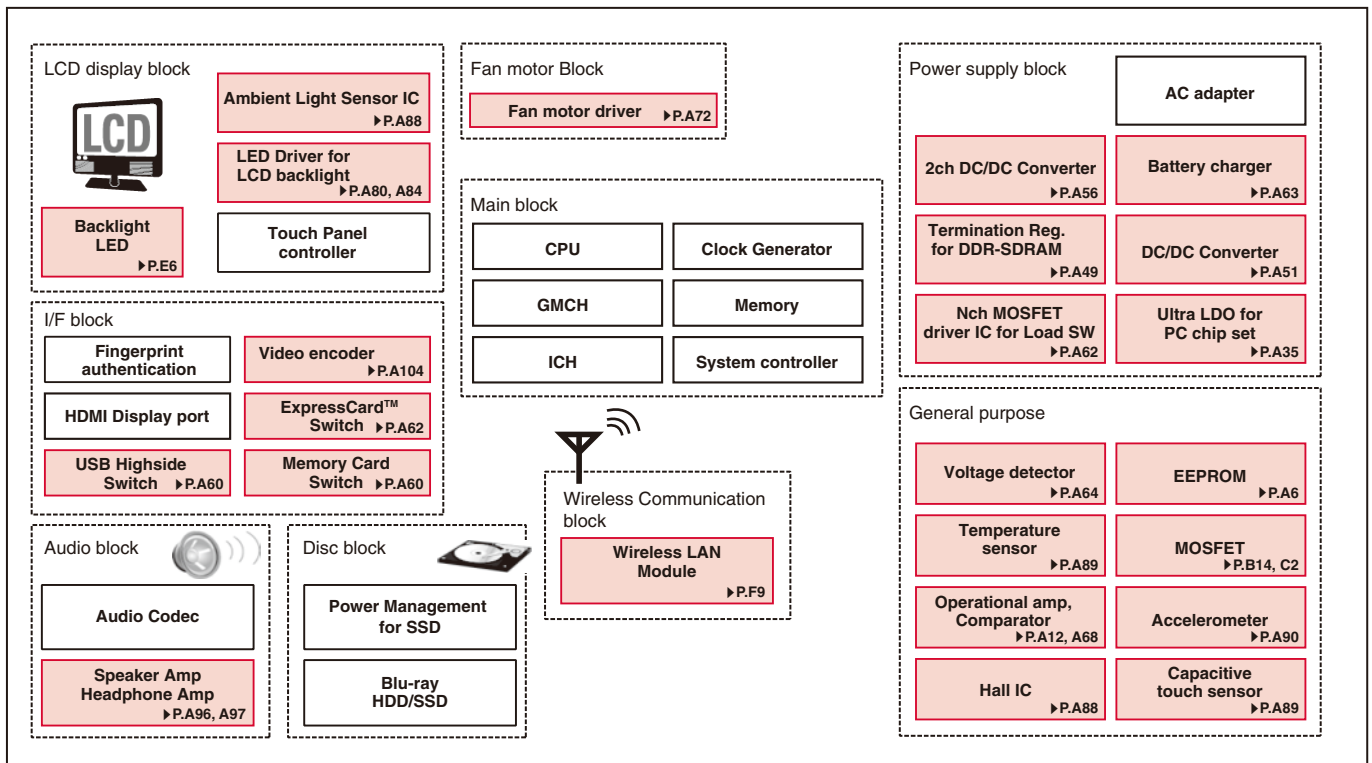 LCD display block
LCD
Ambient Light Sensor IC
▶P.A88
LED Driver for
LCD backlight
▶P.A80, A84
Backlight
LED
▶P.E6
Touch Panel
controller
Fan motor Block
Fan motor driver ▶P.A72
Main block
CPU
Clock Generator
GMCH
Memory
ICH
System controller
Power supply block
AC adapter
2ch DC/DC Converter
▶P.A56
Battery charger
▶P.A63
Termination Reg.
for DDR-SDRAM
▶P.A49
DC/DC Converter
▶P.A51
Nch MOSFET
driver IC for Load SW
▶P.A62
Ultra LDO for
PC chip set
▶P.A35
I/F block
Fingerprint
authentication
Video encoder
▶P.A104
HDMI Display port
ExpressCard™
Switch ▶P.A62
USB Highside
Switch ▶P.A60
Memory Card
Switch ▶P.A60
Audio block
Audio Codec
Speaker Amp
Headphone Amp
▶P.A96, A97
Disc block
Power Management
for SSD
Blu-ray
HDD/SSD
Wireless Communication
block
Wireless LAN
Module
▶P.F9
General purpose
Voltage detector
▶P.A64
EEPROM
▶P.A6
Temperature
sensor
▶P.A89
MOSFET
▶P.B14, C2
Operational amp,
Comparator
▶P.A12, A68
Accelerometer
▶P.A90
Hall IC
▶P.A88
Capacitive
touch sensor
▶P.A89